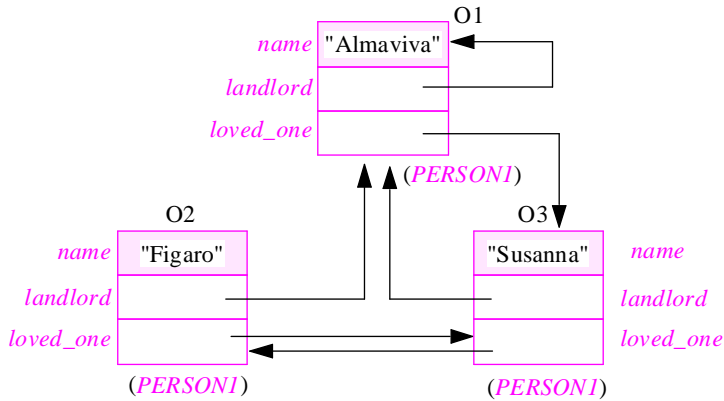 O1
name "Almaviva"
landlord
loved_one
(PERSON1)
O2
name "Figaro"
landlord
loved_one
(PERSON1)
O3
"Susanna" name
landlord
loved_one
(PERSON1)